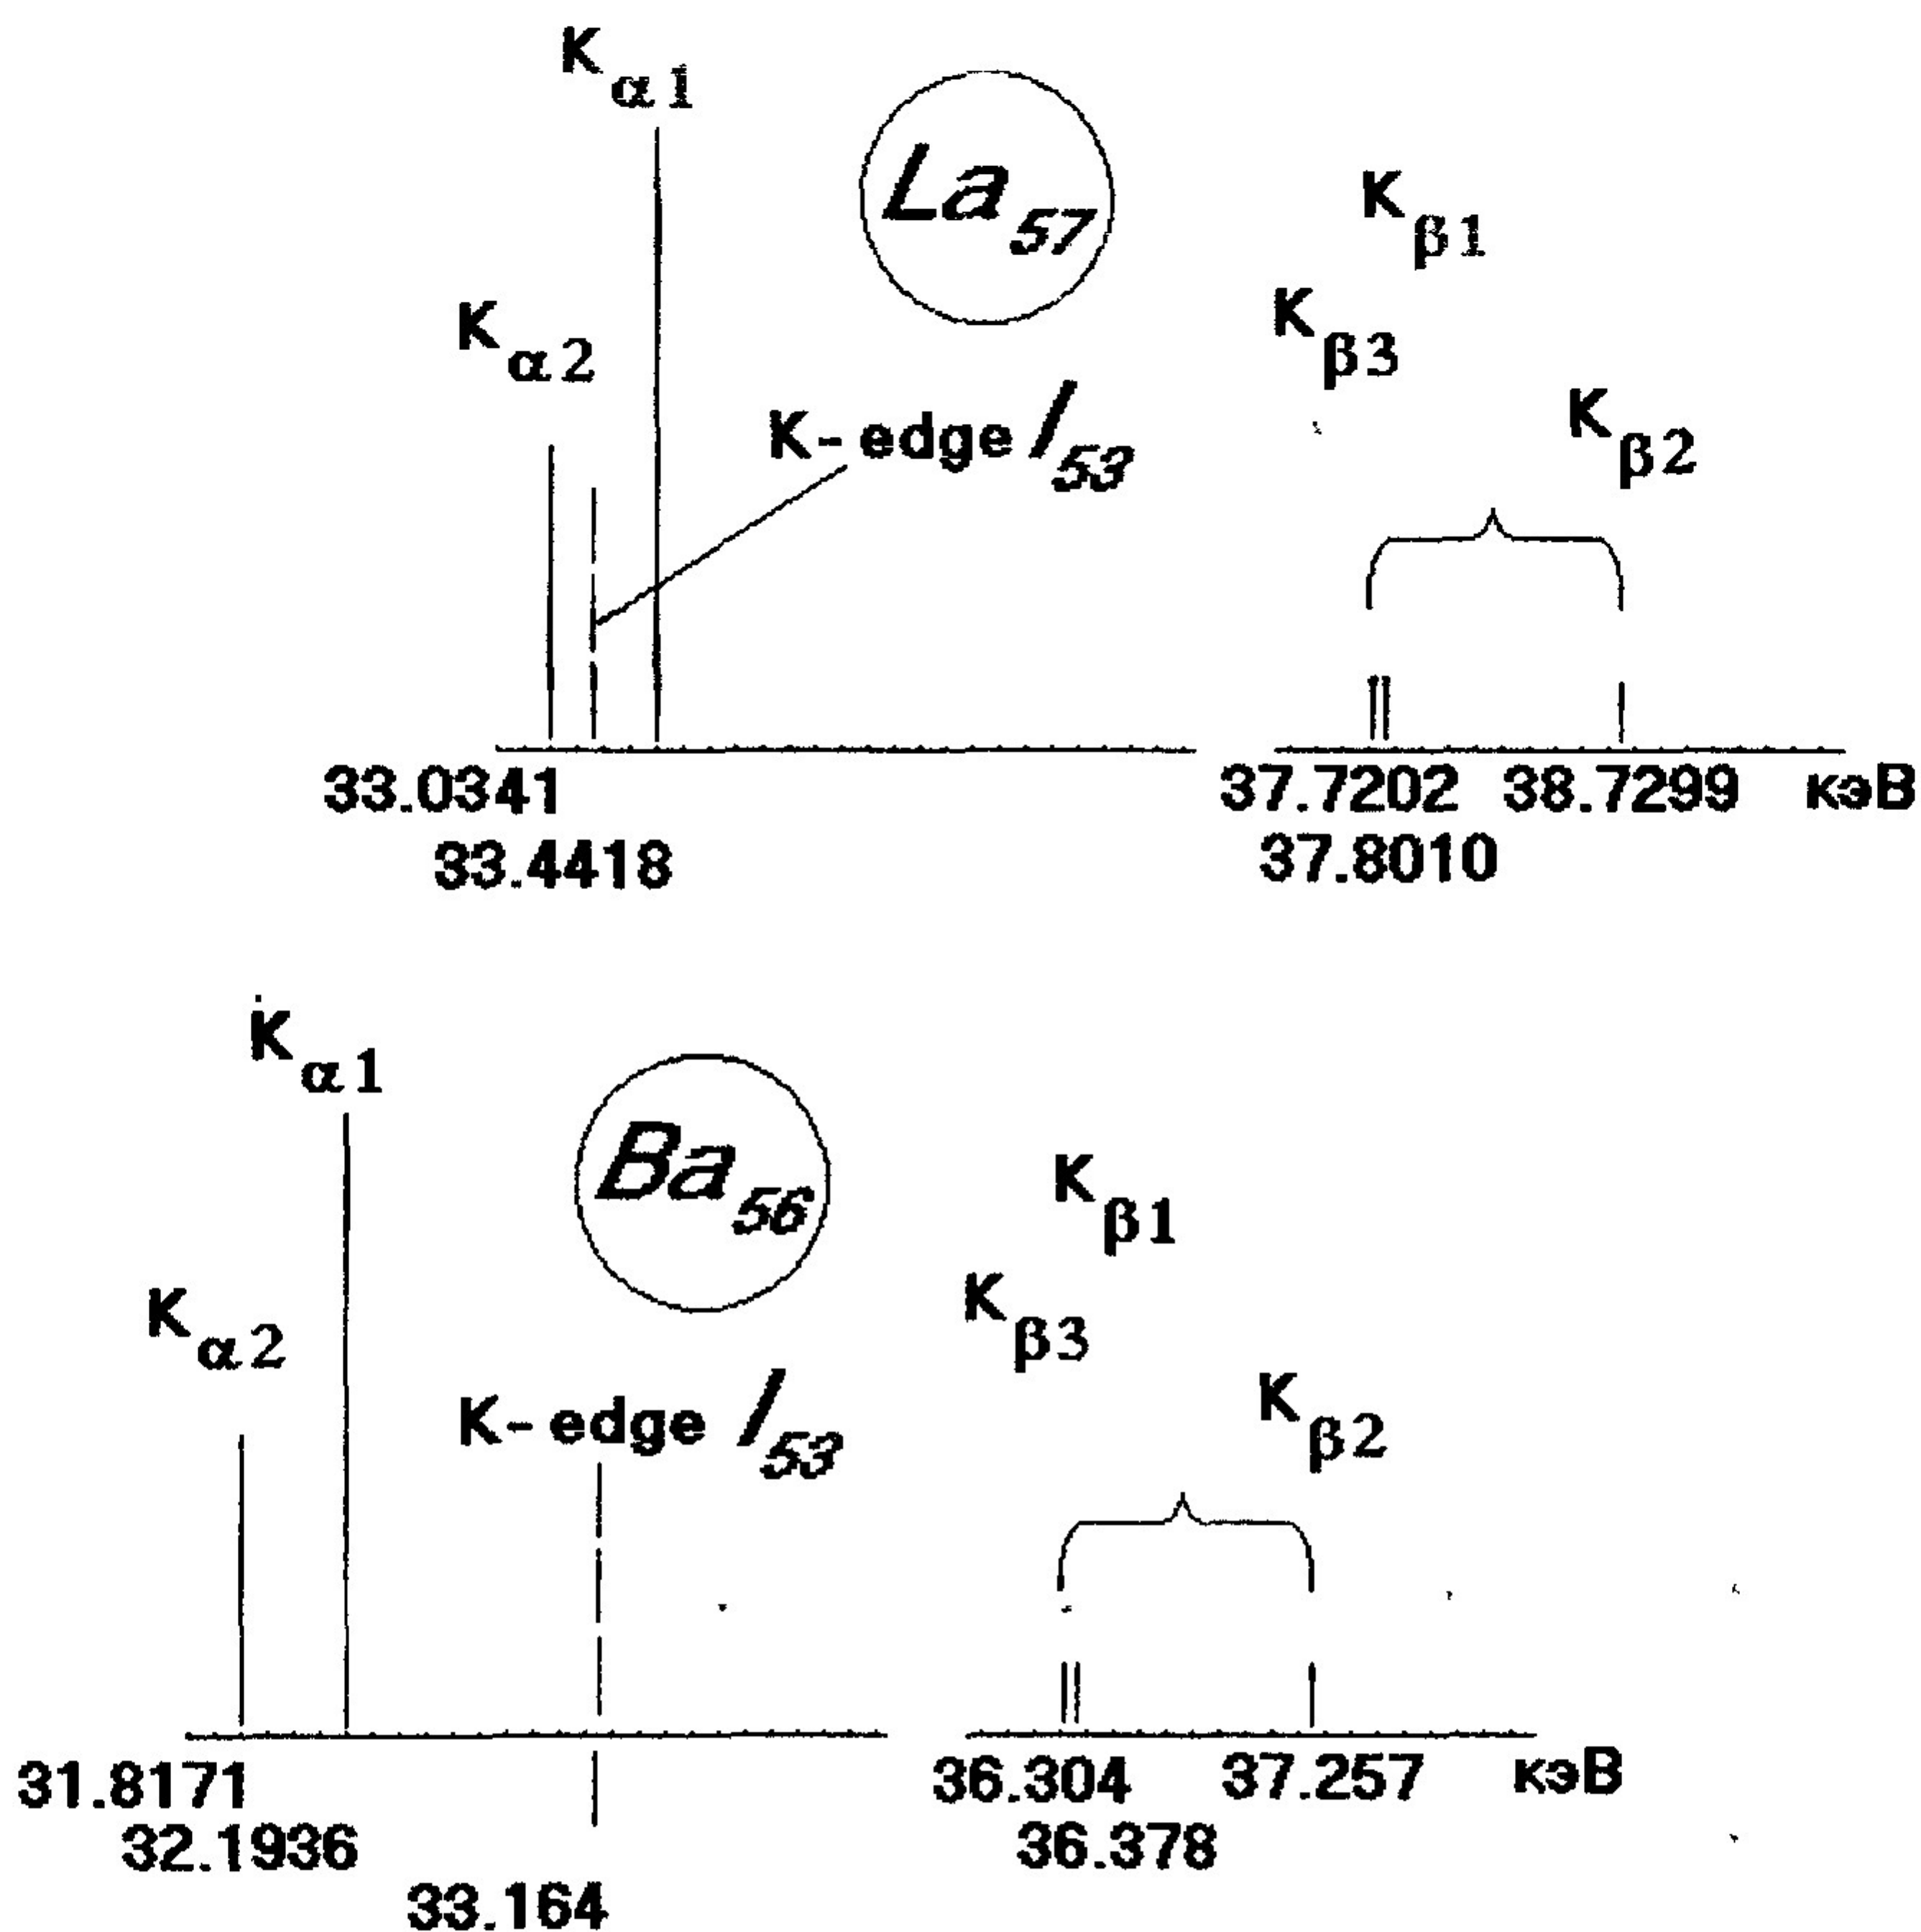 Kα1
La57
Kβ1
Kβ3
Kα2
Kβ2
K-edge I53
33.0341
37.7202 38.7299 кэВ
33.4418
37.8010
Kα1
Ba56
Kβ1
Kβ3
Kα2
Kβ2
K-edge I53
31.8171
36.304 37.257 кэВ
32.1936
36.378
33.164